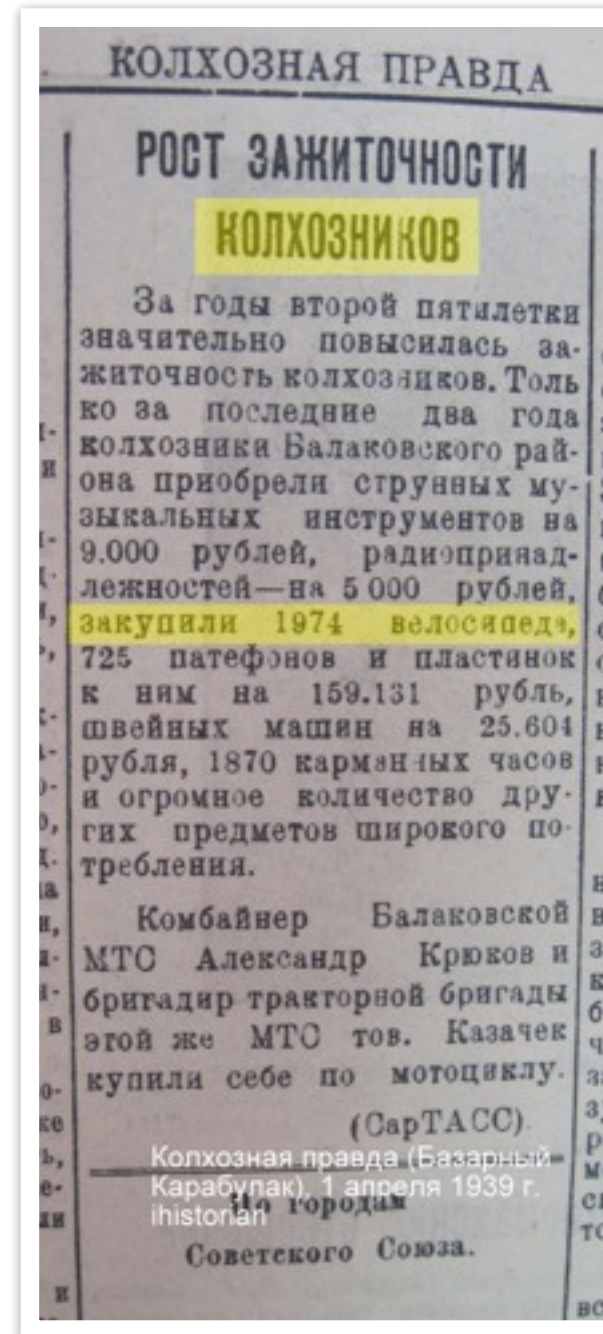 КОЛХОЗНАЯ ПРАВДА
РОСТ ЗАЖИТОЧНОСТИ
КОЛХОЗНИКОВ
За годы второй пятилетки
значительно повысилась за-
житочность колхозников. Толь
ко за последние два года
колхозники Балаковского рай-
она приобрели струнных му-
зыкальных инструментов на
9.000 рублей, радиопринад-
лежностей—на 5 000 рублей,
закупили 1974 велосипеда,
725 патефонов и пластинок
к ним на 159.131 рубль,
швейных машин на 25.604
рубля, 1870 карманных часов
и огромное количество дру-
гих предметов широкого по-
требления.
Комбайнер Балаковской
МТС Александр Крюков и
бригадир тракторной бригады
этой же МТС тов. Казачек
купили себе по мотоциклу.
(СарТАСС).
Колхозная правда (Базарный
Карабулак), 1 апреля 1939 г.
ihistorian
По городам
Советского Союза.